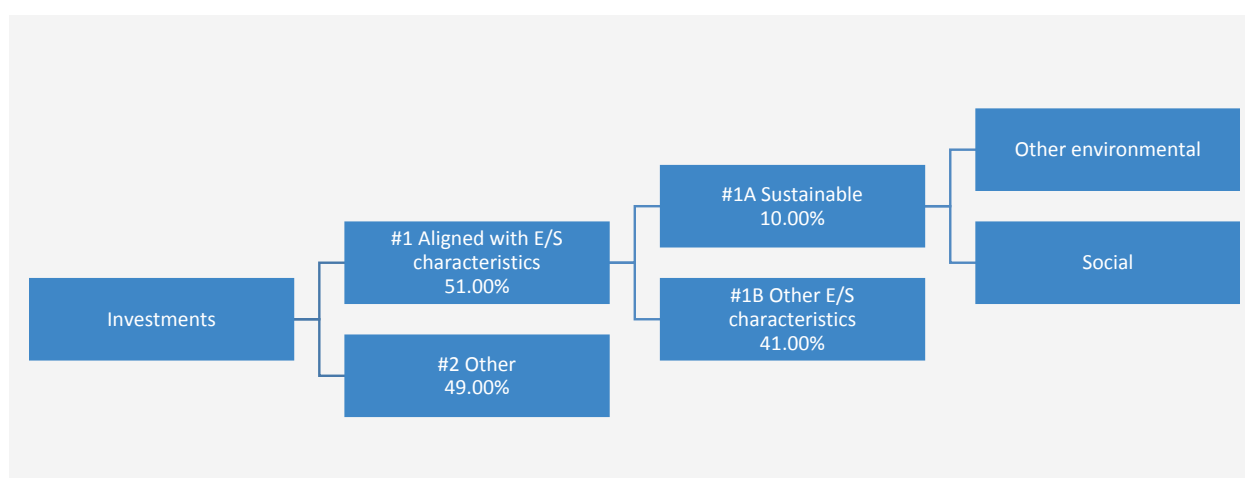 Investments
#1 Aligned with E/S
characteristics
51.00%
#2 Other
49.00%
#1A Sustainable
10.00%
#1B Other E/S
characteristics
41.00%
Other environmental
Social